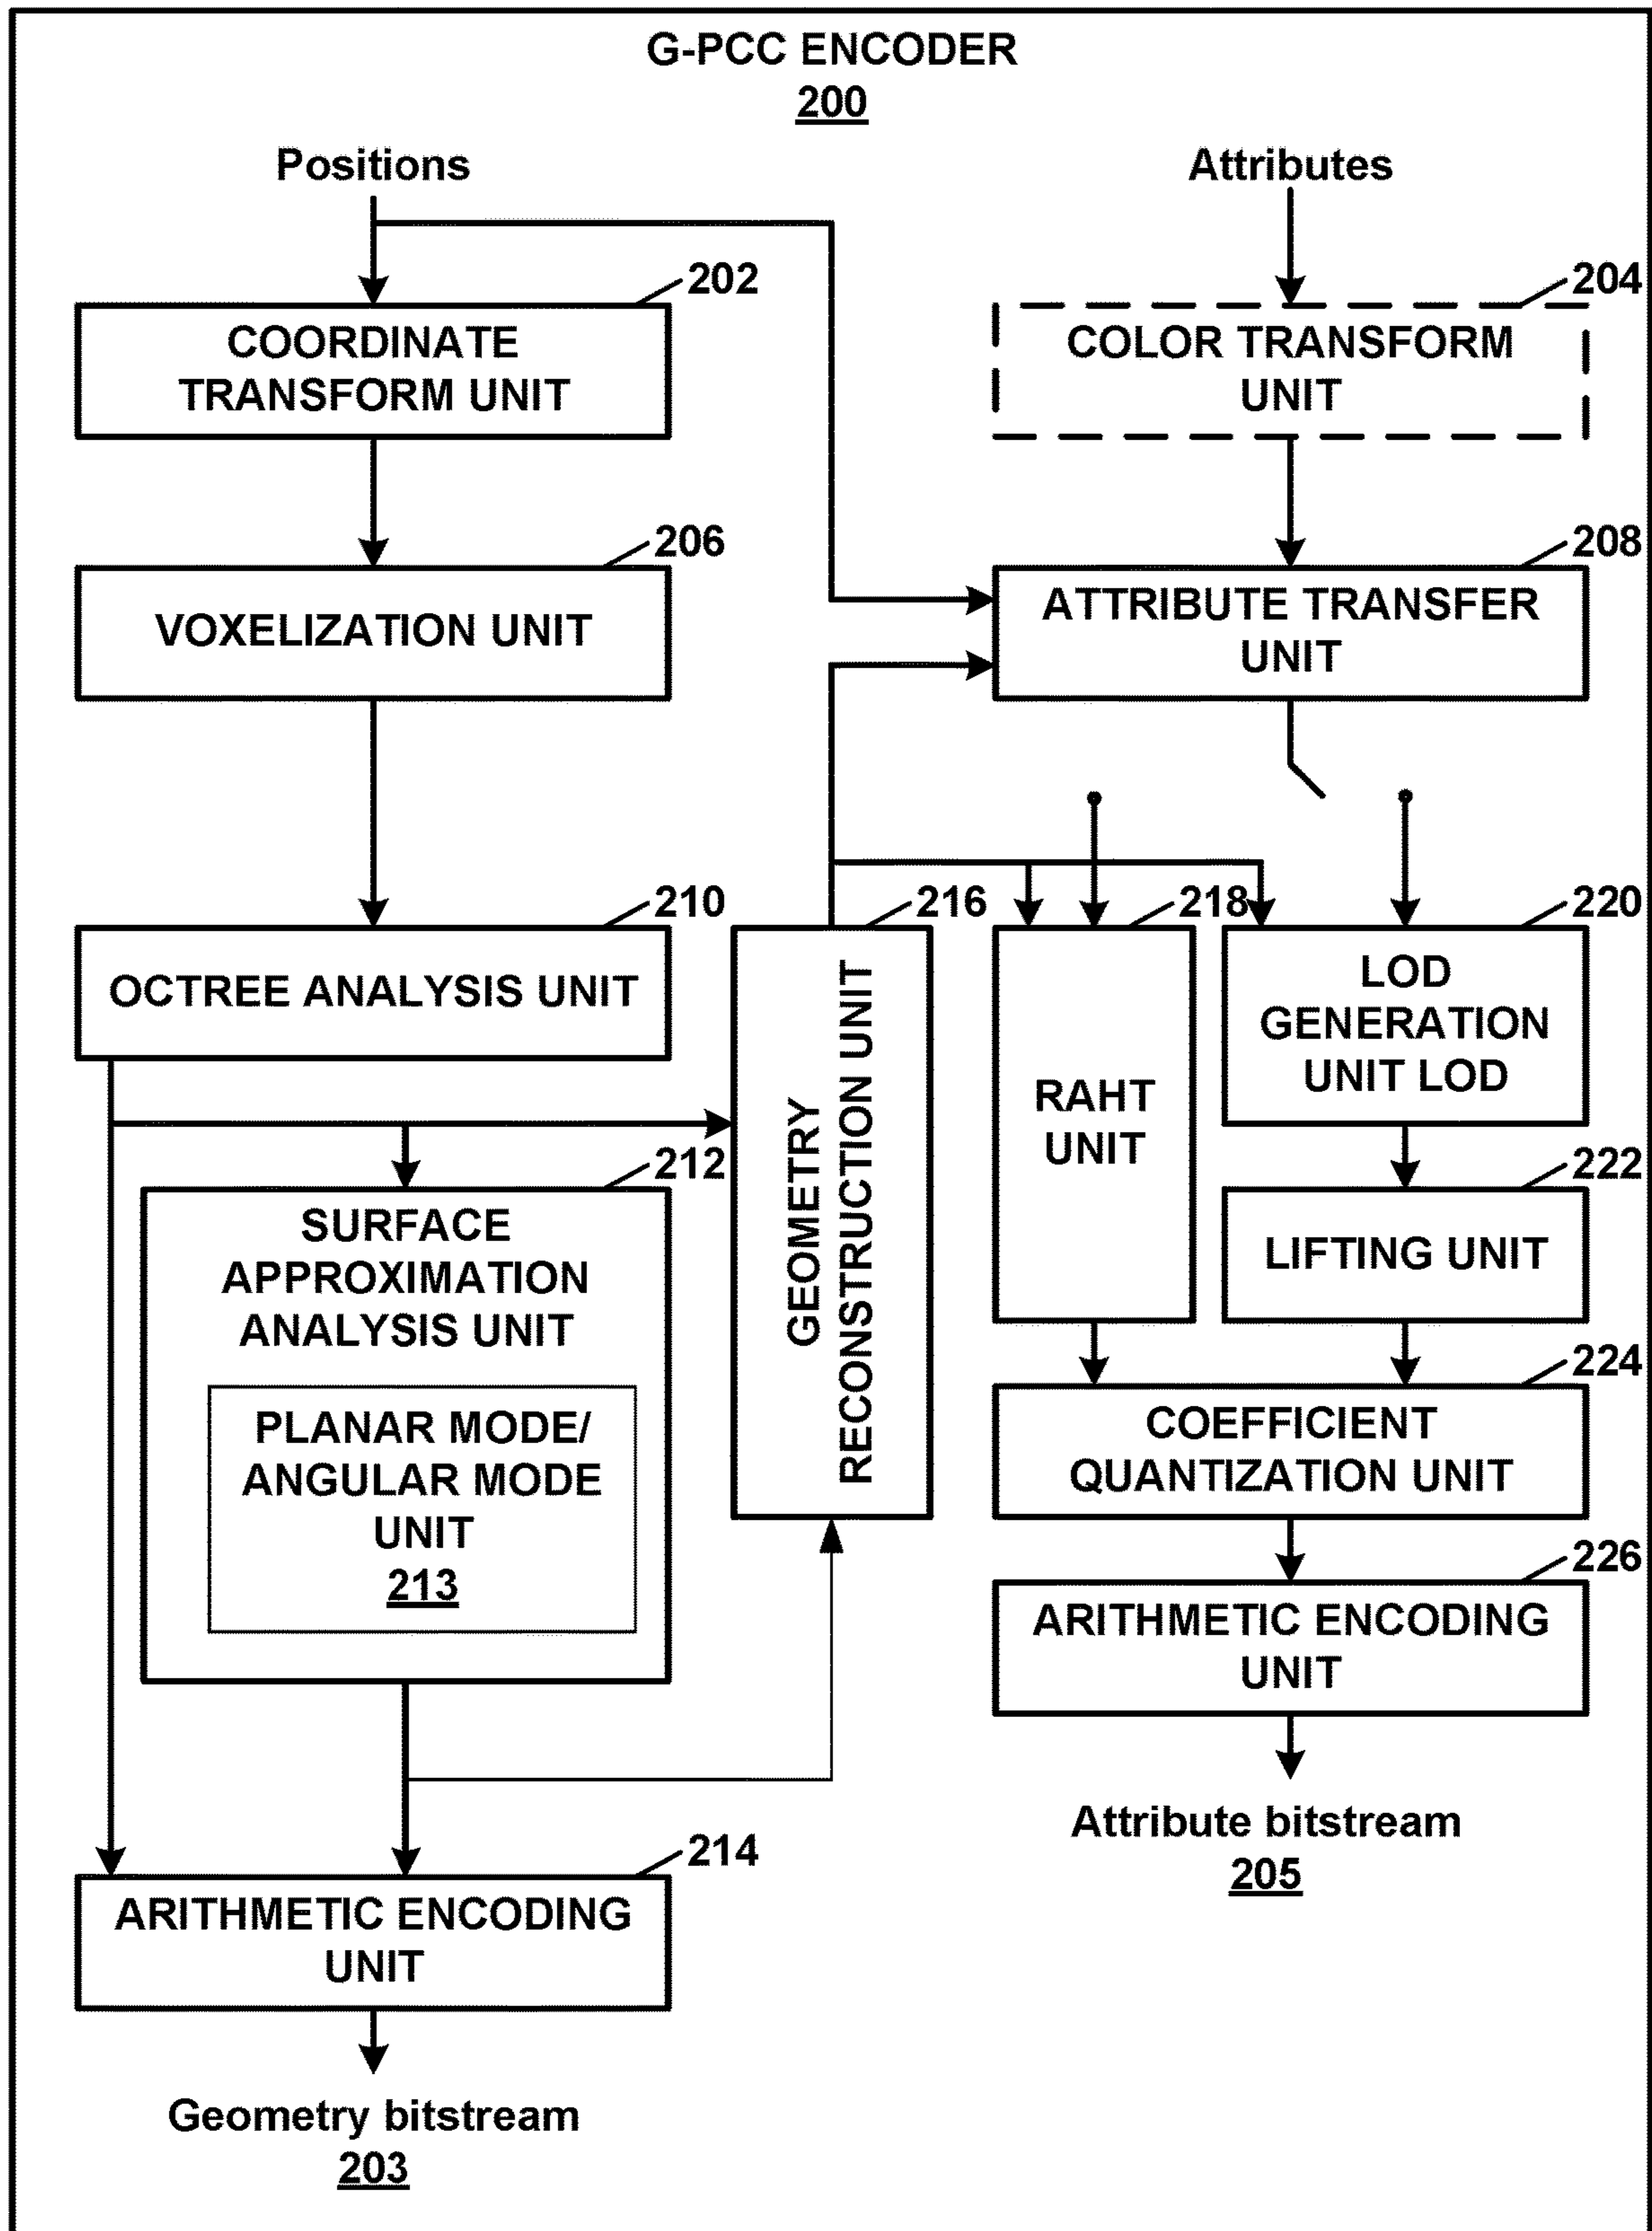 G-PCC ENCODER
200
Positions
Attributes
202
COORDINATE
TRANSFORM UNIT
204
COLOR TRANSFORM
UNIT
206
VOXELIZATION UNIT
208
ATTRIBUTE TRANSFER
UNIT
210
OCTREE ANALYSIS UNIT
216
GEOMETRY
RECONSTRUCTION UNIT
218
RAHT
UNIT
220
LOD
GENERATION
UNIT LOD
212
SURFACE
APPROXIMATION
ANALYSIS UNIT
PLANAR MODE/
ANGULAR MODE
UNIT
213
222
LIFTING UNIT
224
COEFFICIENT
QUANTIZATION UNIT
226
ARITHMETIC ENCODING
UNIT
Attribute bitstream
205
214
ARITHMETIC ENCODING
UNIT
Geometry bitstream
203